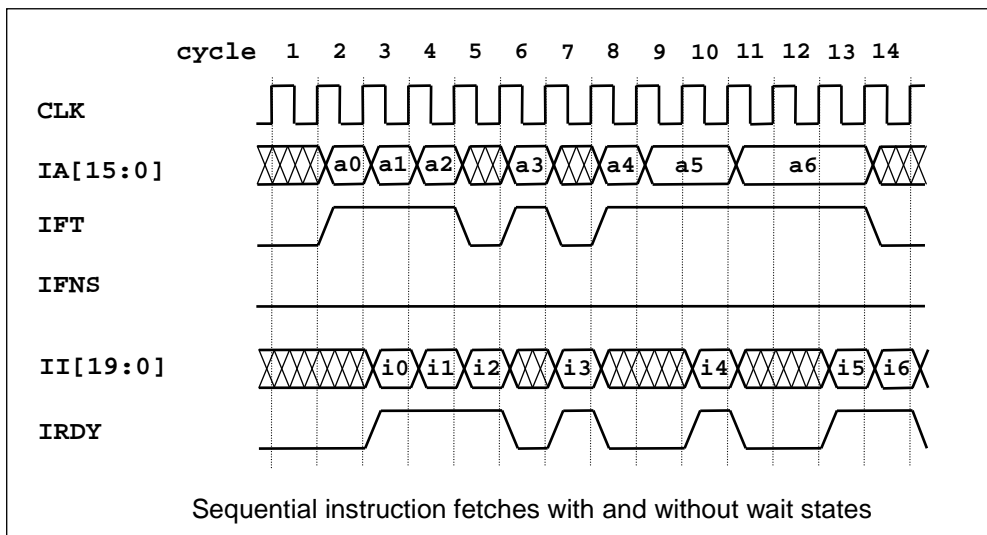 cycle 1 2 3 4 5 6 7 8 9 10 11 12 13 14
CLK
IA[15:0] a0 a1 a2 a3 a4 a5 a6
IFT
IFNS
II[19:0] i0 i1 i2 i3 i4 i5 i6
IRDY
Sequential instruction fetches with and without wait states